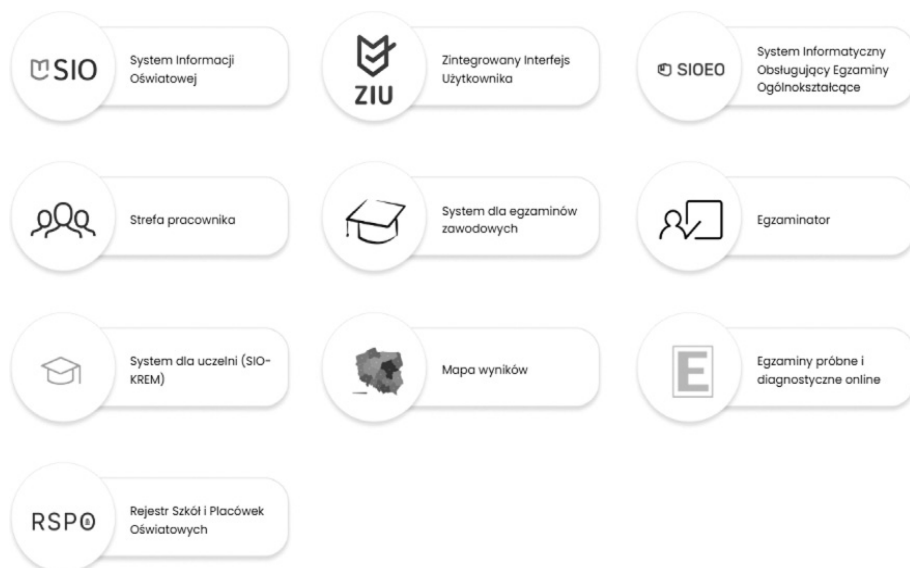 SIO
System Informacji
Oświatowej
ZIU
Zintegrowany Interfejs
Użytkownika
SIOEO
System Informatyczny
Obsługujący Egzaminy
Ogólnokształcące
Strefa pracownika
System dla egzaminów
zawodowych
Egzaminator
System dla uczelni (SIO-
KREM)
Mapa wyników
E
Egzaminy próbne i
diagnostyczne online
RSPO
Rejestr Szkół i Placówek
Oświatowych